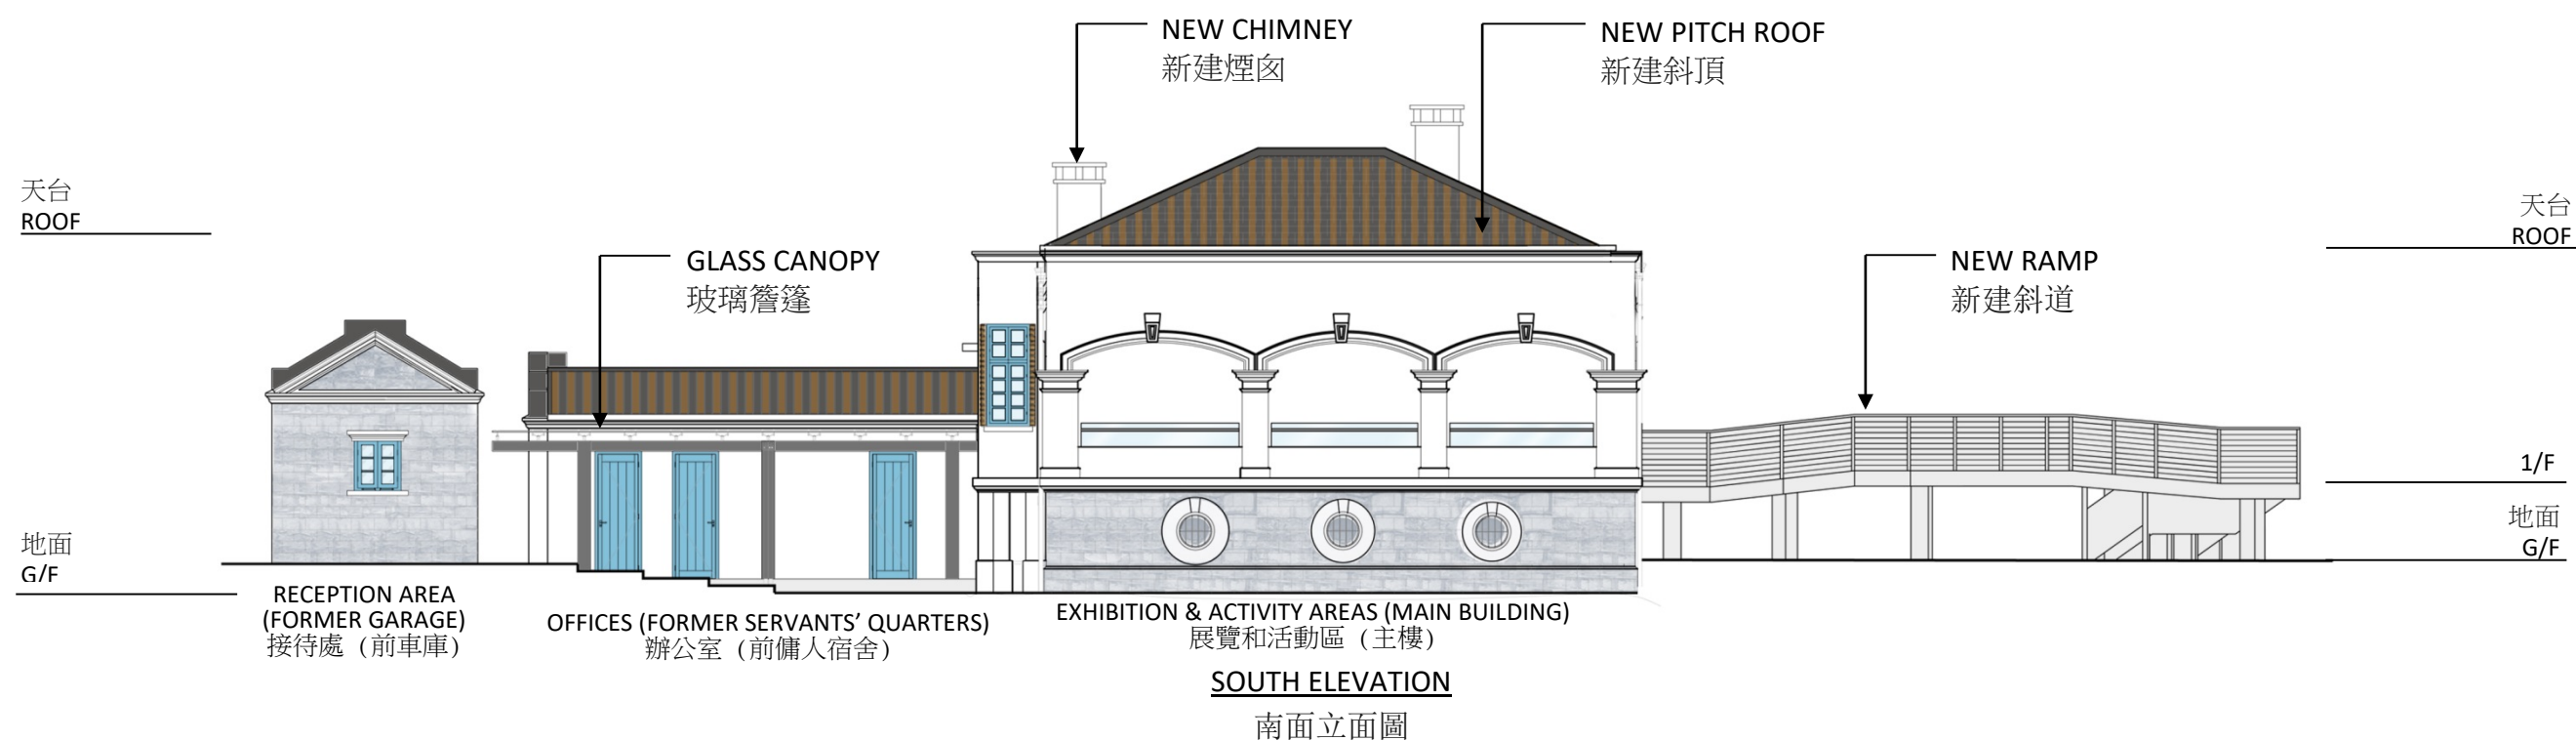 NEW CHIMNEY
新建煙囪
NEW PITCH ROOF
新建斜頂
天台
ROOF
天台
ROOF
GLASS CANOPY
玻璃簷篷
NEW RAMP
新建斜道
1/F
地面
G/F
地面
G/F
RECEPTION AREA
(FORMER GARAGE)
接待處（前車庫）
OFFICES (FORMER SERVANTS’ QUARTERS)
辦公室（前傭人宿舍）
EXHIBITION & ACTIVITY AREAS (MAIN BUILDING)
展覽和活動區（主樓）
SOUTH ELEVATION
南面立面圖